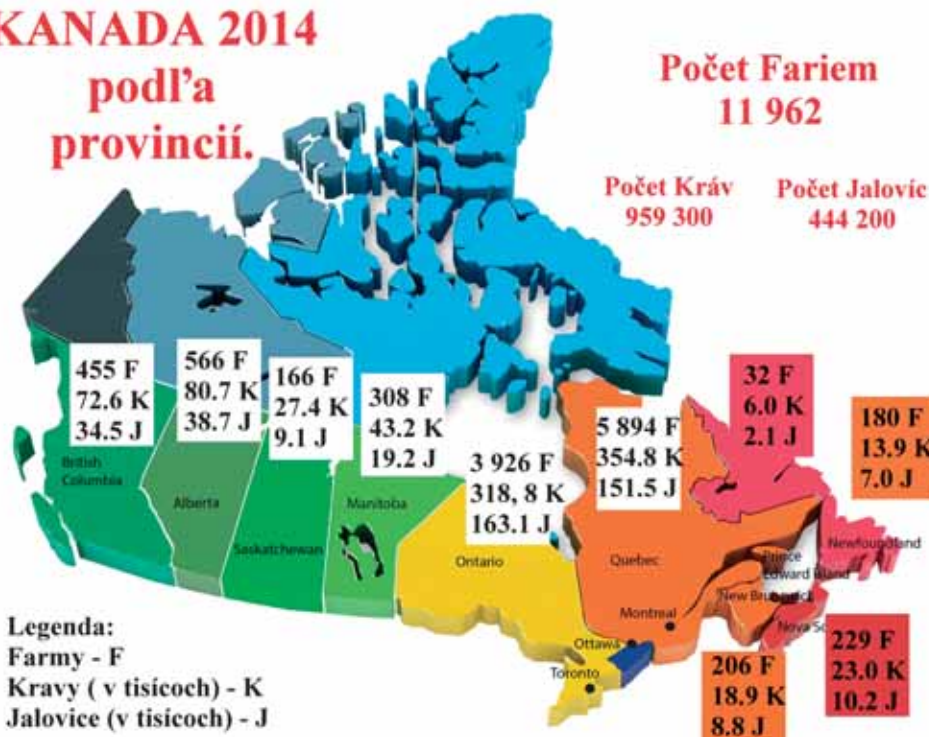 KANADA 2014
podľa
provincií.
Počet Fariem
11 962
Počet Kráv
959 300
Počet Jalovíc
444 200
455 F
72.6 K
34.5 J
566 F
80.7 K
38.7 J
166 F
27.4 K
9.1 J
308 F
43.2 K
19.2 J
3 926 F
318, 8 K
163.1 J
5 894 F
354.8 K
151.5 J
32 F
6.0 K
2.1 J
180 F
13.9 K
7.0 J
British
Columbia
Alberta
Saskatchewan
Manitoba
Ontario
Quebec
Newfoundland
Prince
Edward Island
New Brunswick
Nova Sc
Montreal
Ottawa
Toronto
229 F
23.0 K
10.2 J
206 F
18.9 K
8.8 J
Legenda:
Farmy - F
Kravy ( v tisícoch) - K
Jalovice (v tisícoch) - J